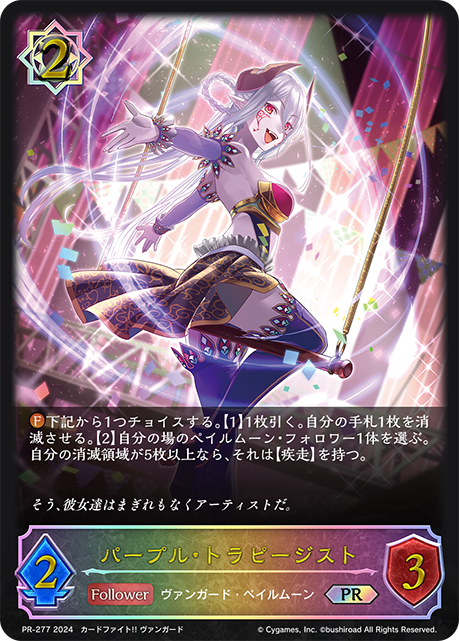 2
Ⓕ下記から1つチョイスする。【1】1枚引く。自分の手札1枚を消
滅させる。【2】自分の場のペイルムーン・フォロワー1体を選ぶ。
自分の消滅領域が5枚以上なら、それは【疾走】を持つ。
そう、彼女達はまぎれもなくアーティストだ。
パープル・トラピージスト
2
Follower ヴァンガード・ペイルムーン PR
3
PR-277 2024 カードファイト!! ヴァンガード © Cygames, Inc. ©bushiroad All Rights Reserved.